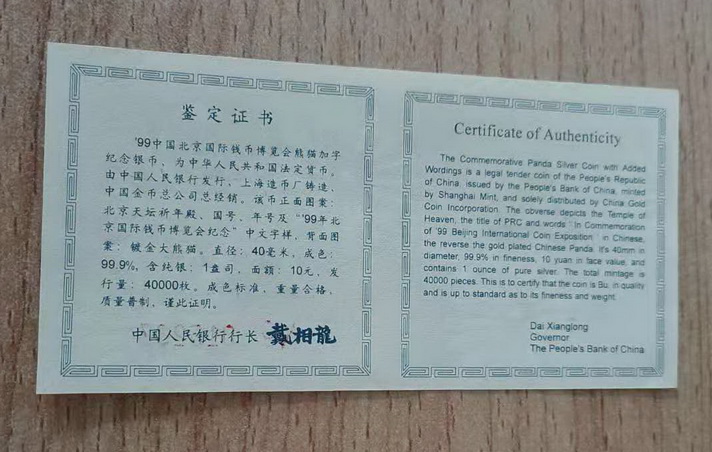 鉴定证书
'99中国北京国际钱币博览会熊猫加字
纪念银币、为中华人民共和国法定货币,
由中国人民银行发行,上海造币厂铸造、
中国金币总公司总经销。该币正面图案:
北京天坛祈年殿、国号、年号及“'99年北
京国际钱币博览会纪念”中文字样,背面图
案:镀金大熊猫。直径:40毫米,成色:
99.9%,含纯银:1盎司,面额:10元,发
行量:40000枚。成色标准,重量合格,
质量普制,谨此证明。
中国人民银行行长 戴相龍
Certificate of Authenticity
The Commemorative Panda Silver Coin with Added
Wordings is a legal tender coin of the People's Republic
of China, issued by the People's Bank of China, minted
by Shanghai Mint, and solely distributed by China Gold
Coin Incorporation. The obverse depicts the Temple of
Heaven, the title of PRC and words " In Commemoration
of '99 Beijing International Coin Exposition" in Chinese,
the reverse the gold plated Chinese Panda. It's 40mm in
diameter, 99.9% in fineness, 10 yuan in face value, and
contains 1 ounce of pure silver. The total mintage is
40000 pieces. This is to certify that the coin is Bu. in quality
and is up to standard as to its fineness and weight.
Dai Xianglong
Governor
The People's Bank of China